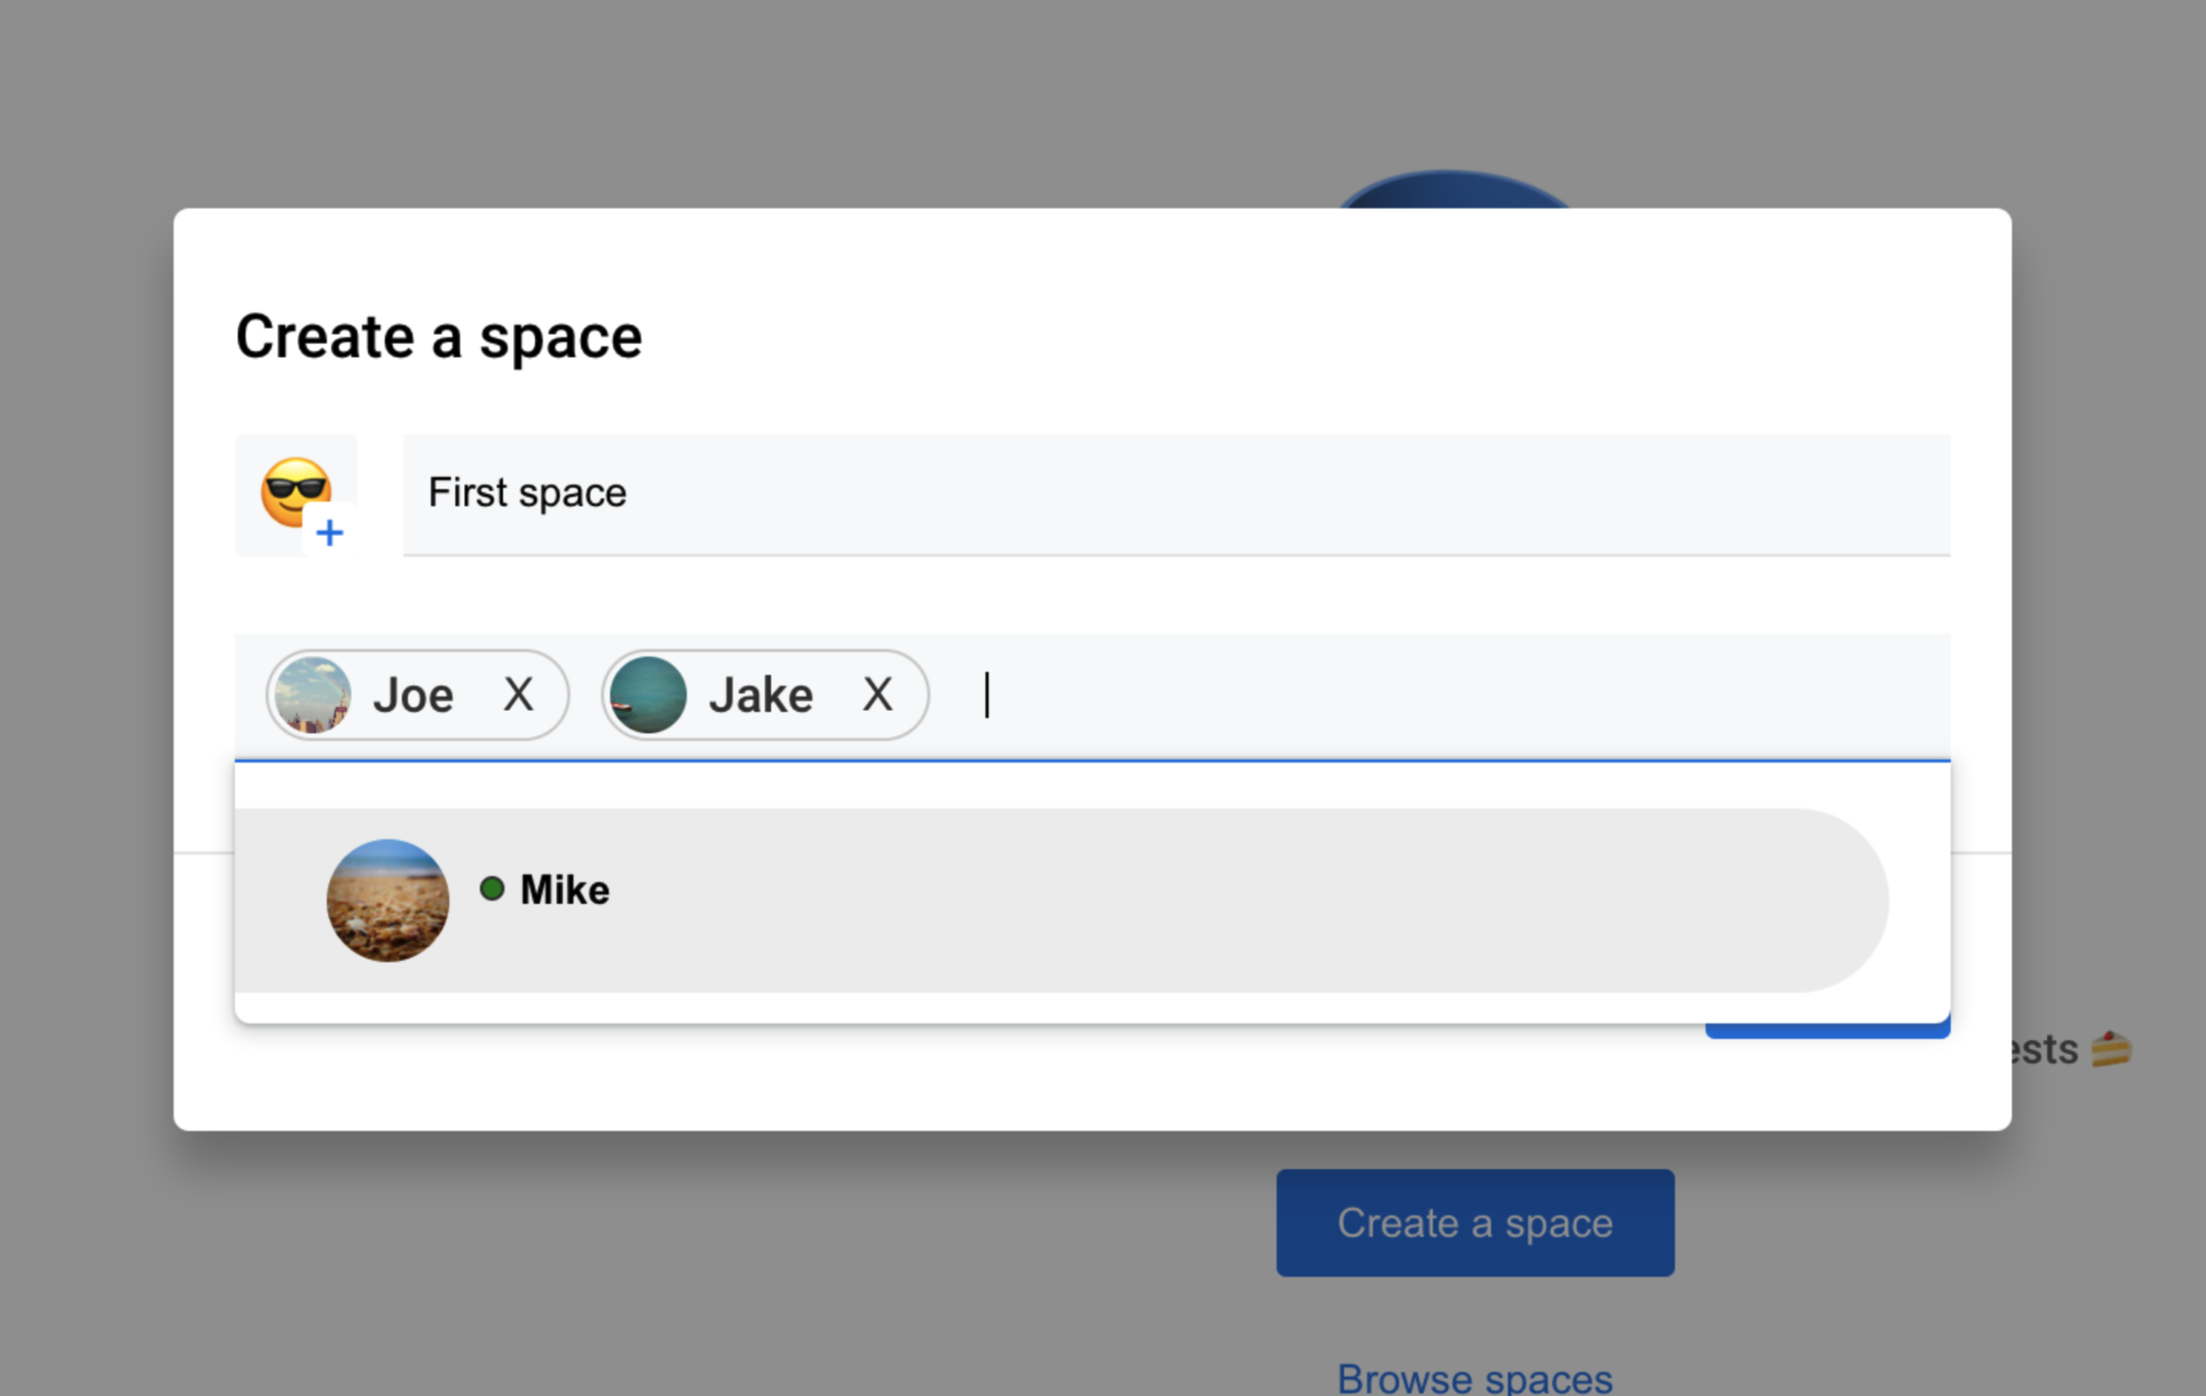 Create a space
😎
+
First space
Joe X Jake X
Mike
ests 🍰
Create a space
Browse spaces